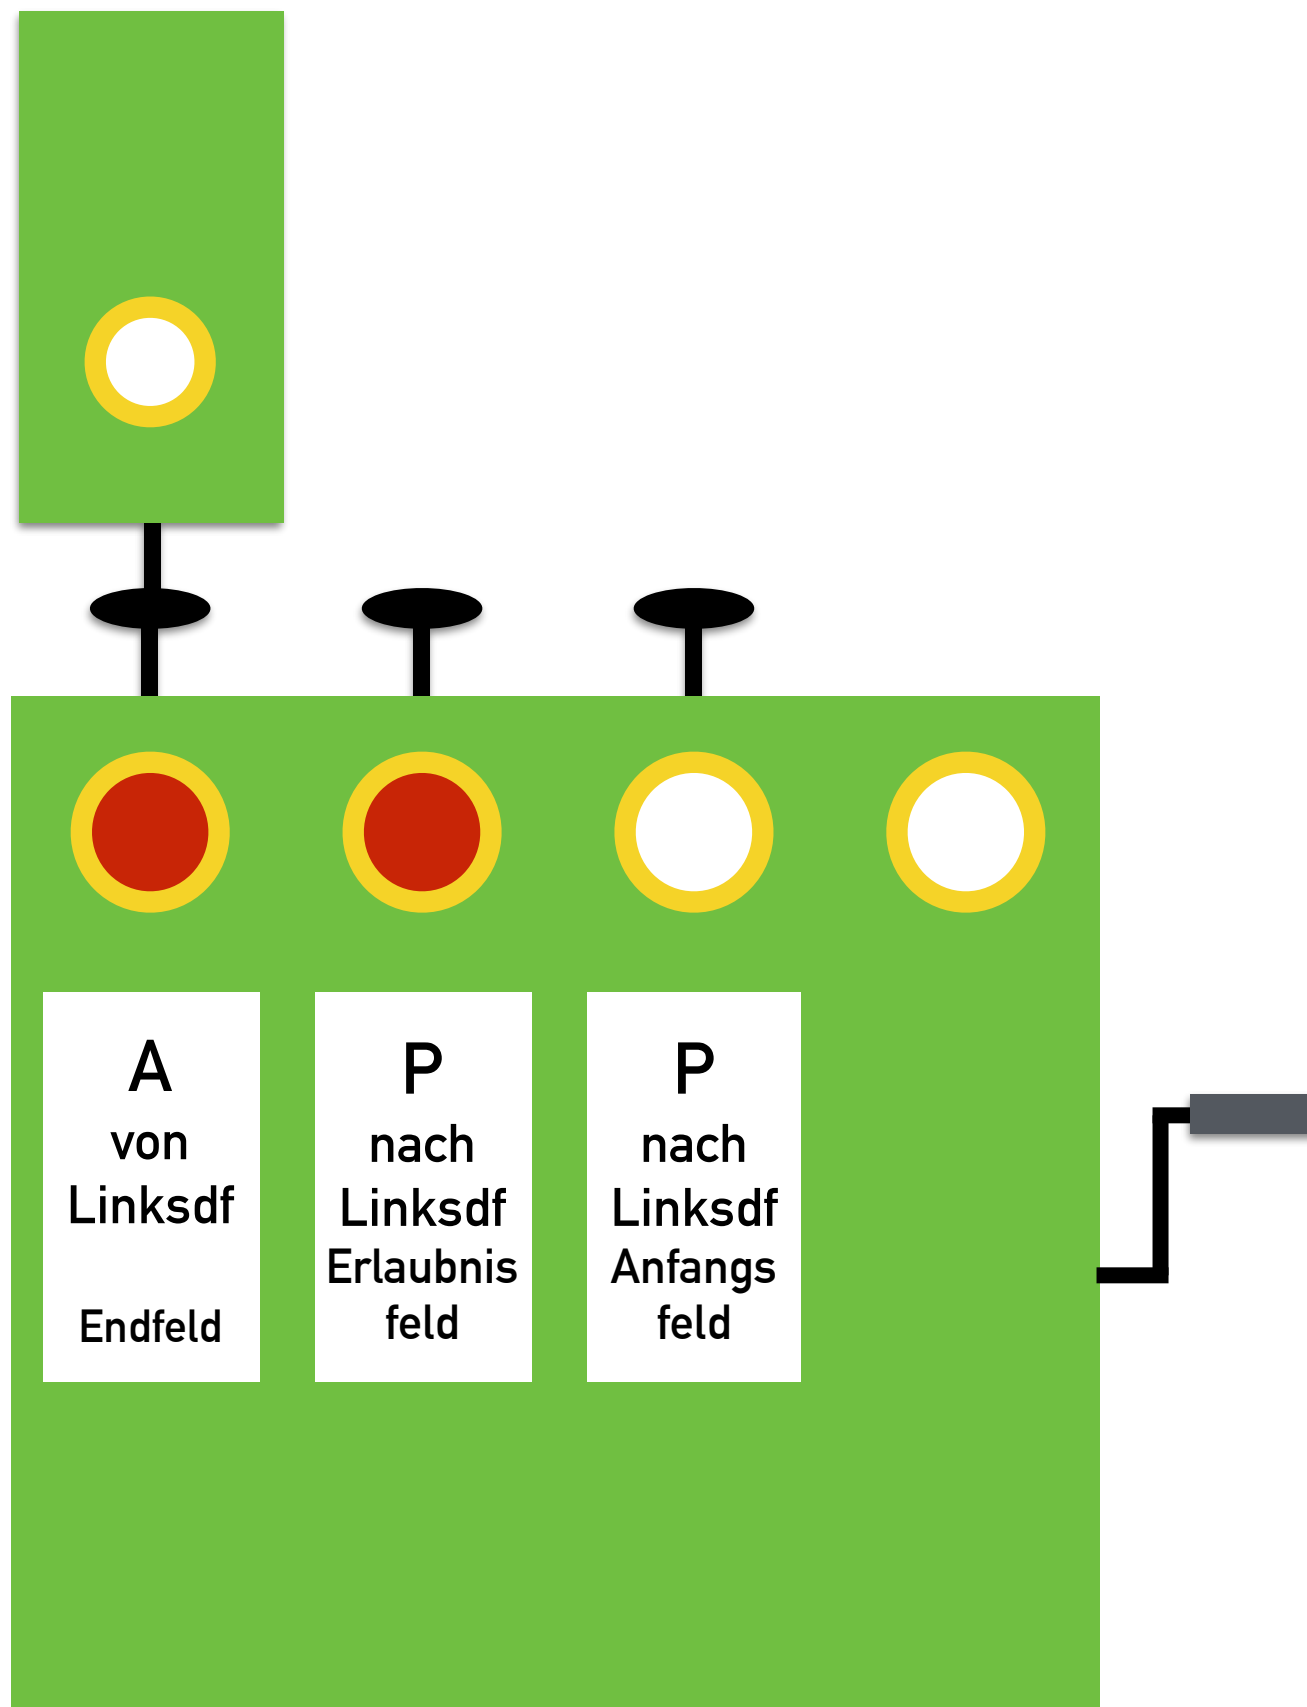 A
von
Linksdf
Endfeld
P
nach
Linksdf
Erlaubnis
feld
P
nach
Linksdf
Anfangs
feld